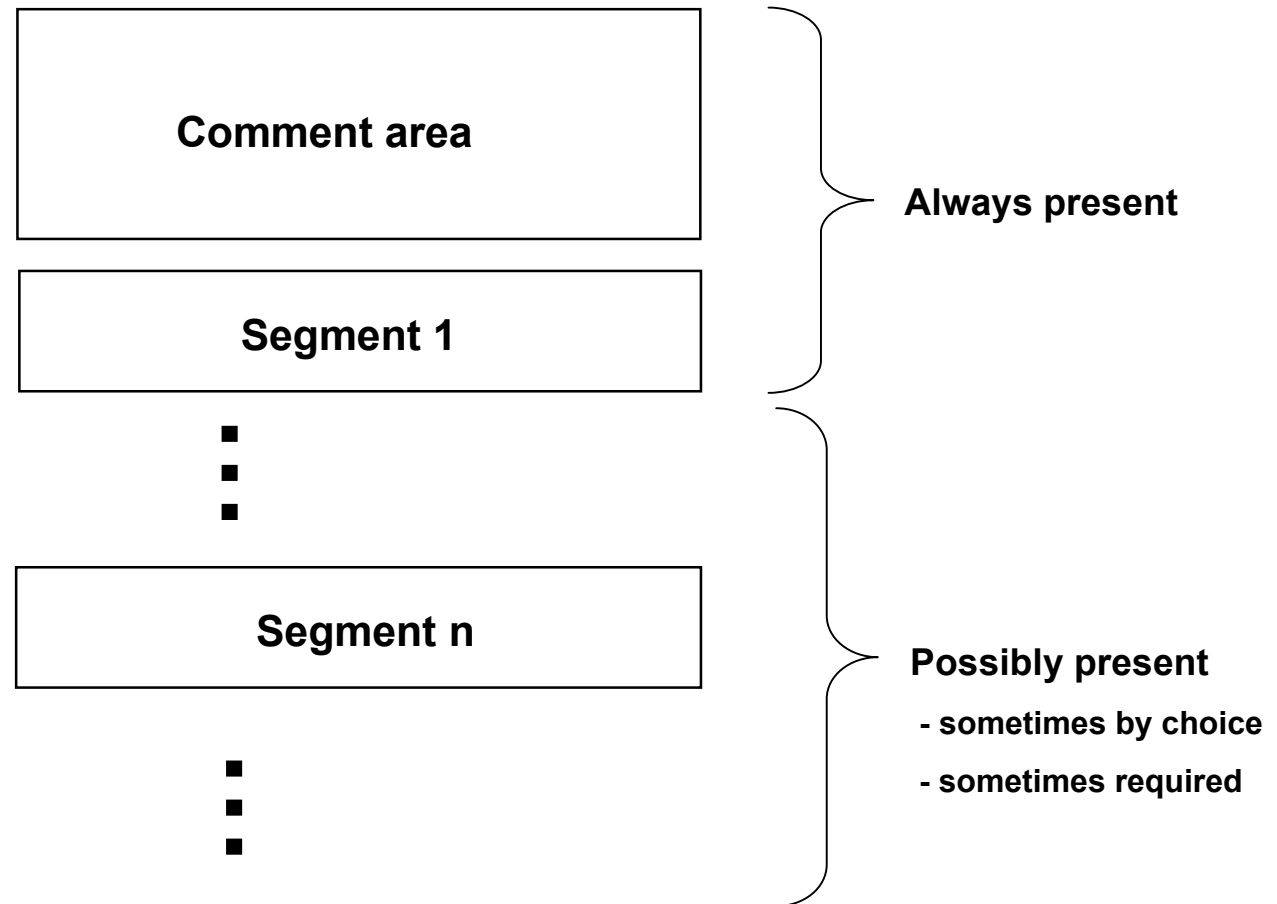 Comment area
Always present
Segment 1
Segment n
Possibly present
- sometimes by choice
- sometimes required